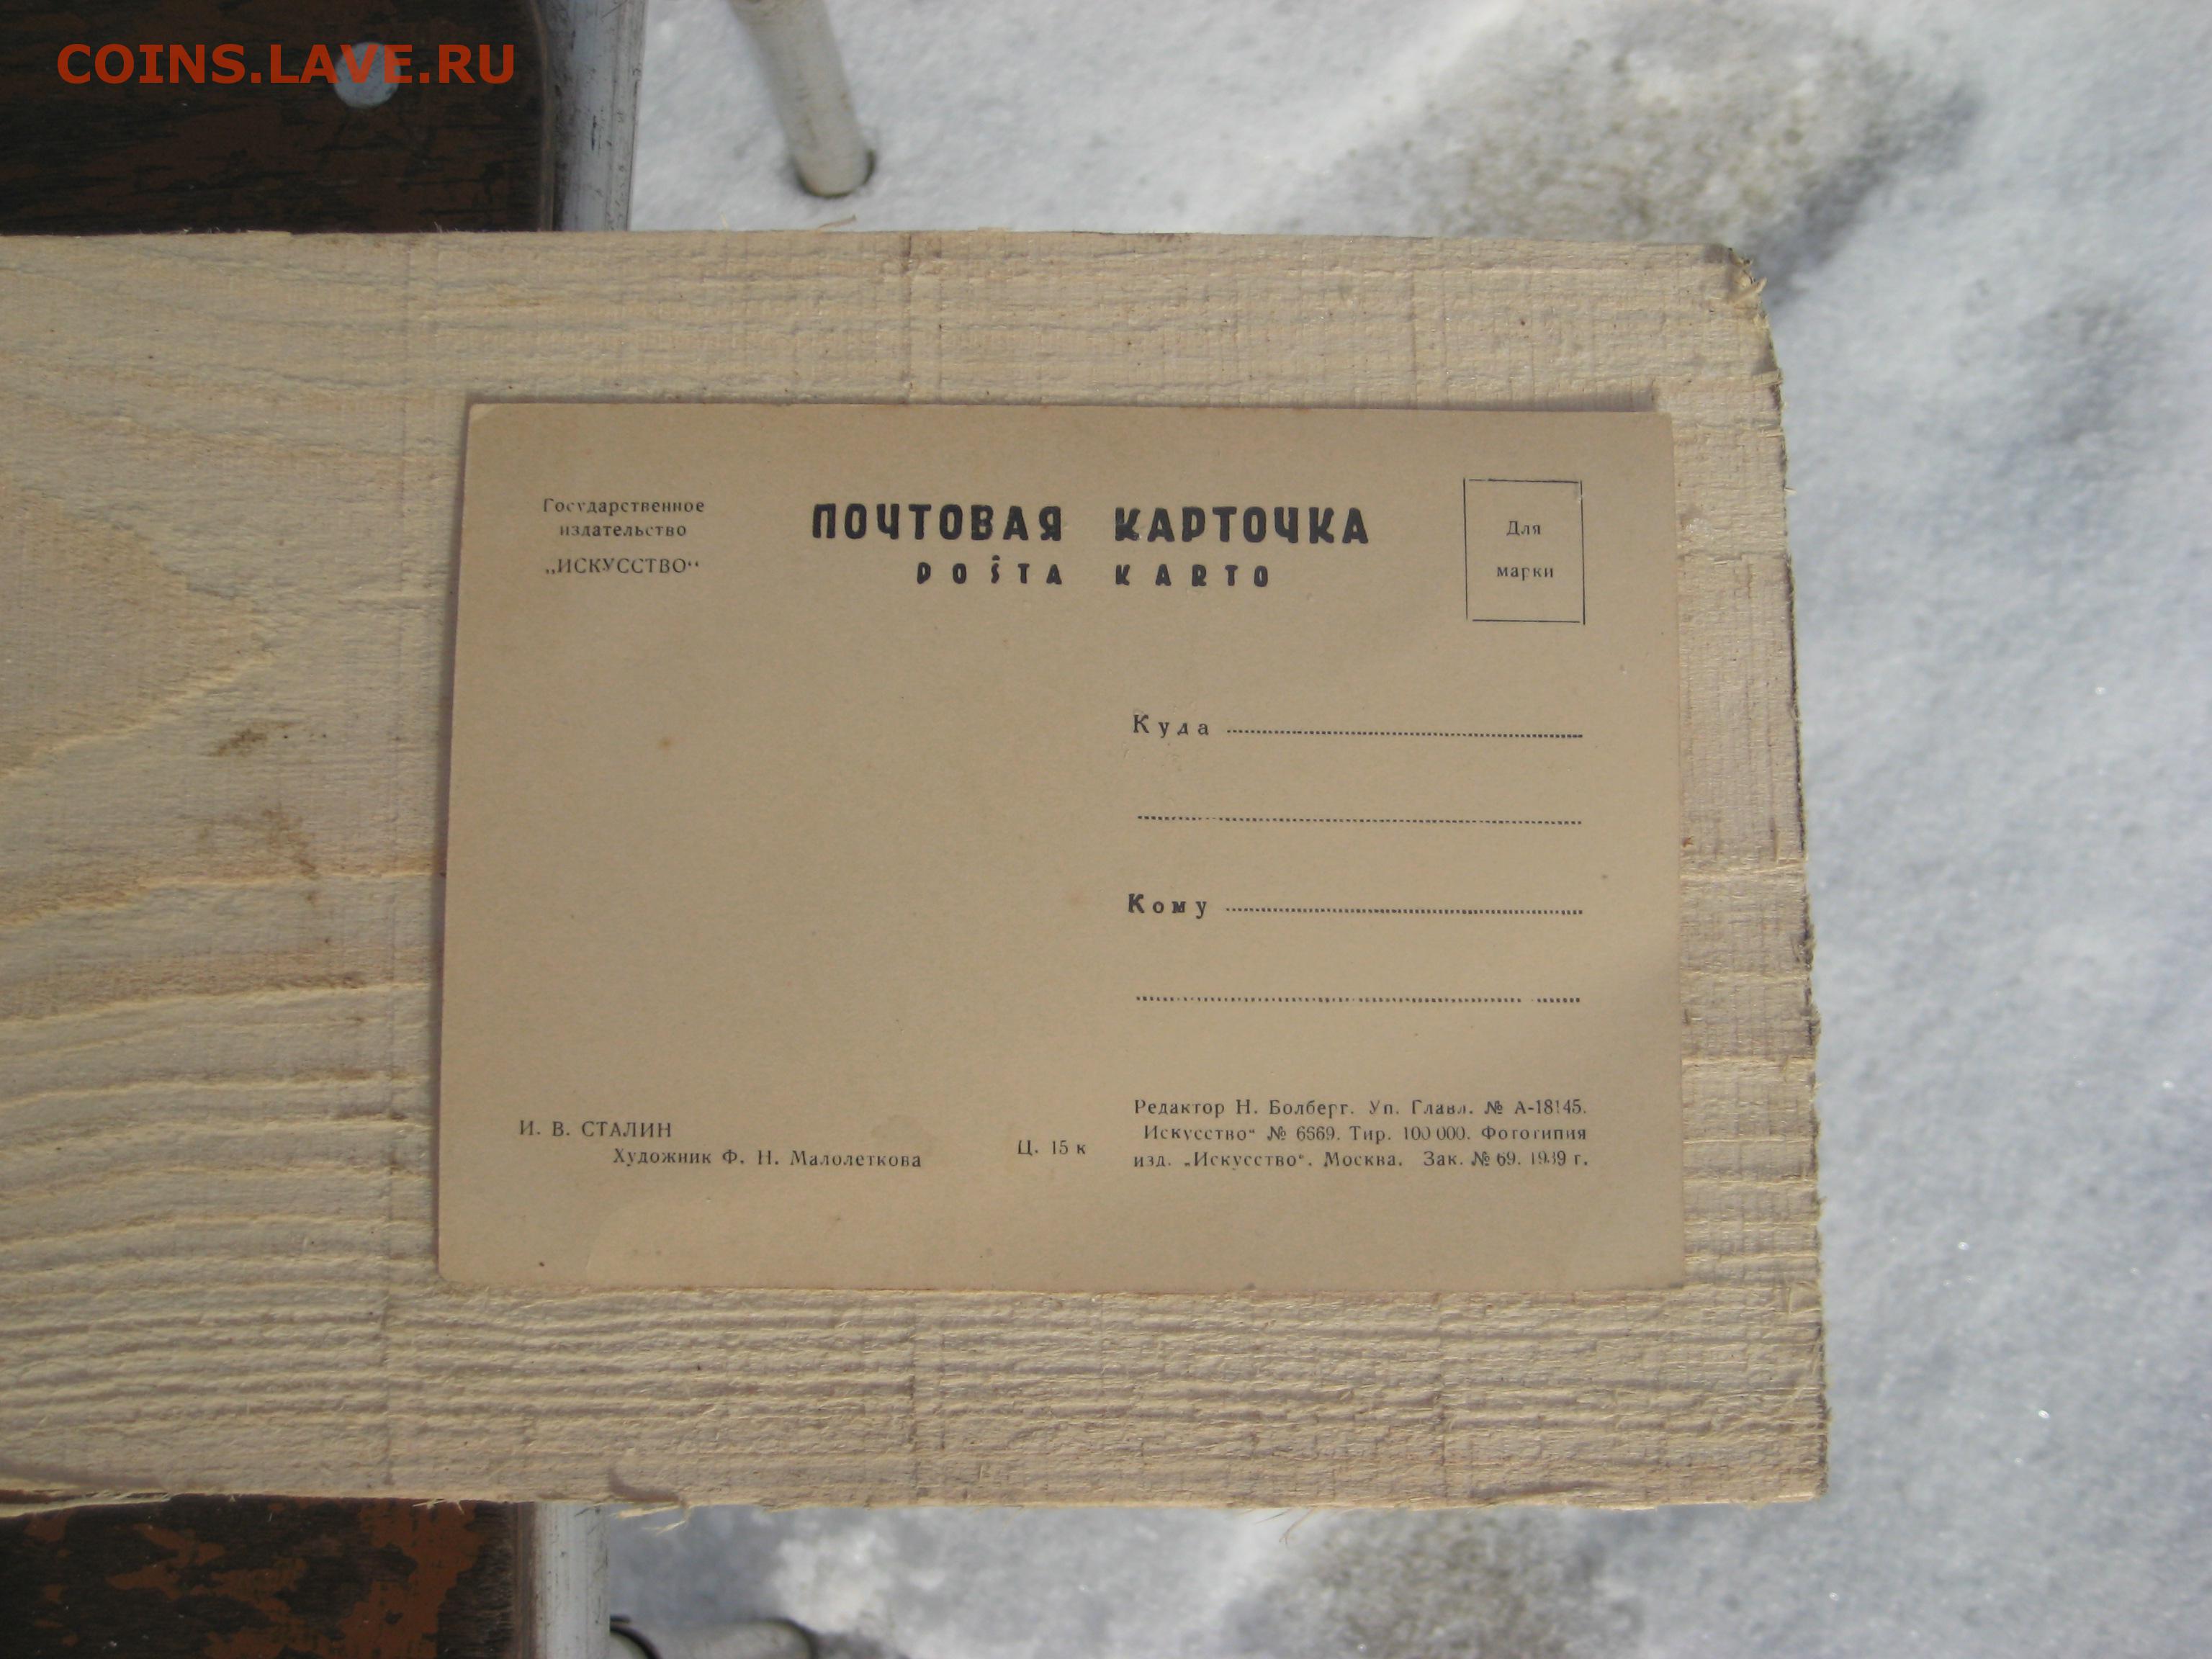 COINS.LAVE.RU
Государственное
издательство
„ИСКУССТВО“
ПОЧТОВАЯ КАРТОЧКА
POŜTA KARTO
Для
марки
Куда
Кому
И. В. СТАЛИН
Художник Ф. Н. Малолеткова
Ц. 15 к
Редактор Н. Болберг. Уп. Главл. № А-18145.
Искусство“ № 6569. Тир. 100 000. Фототипия
изд. „Искусство“. Москва. Зак. № 69. 1939 г.